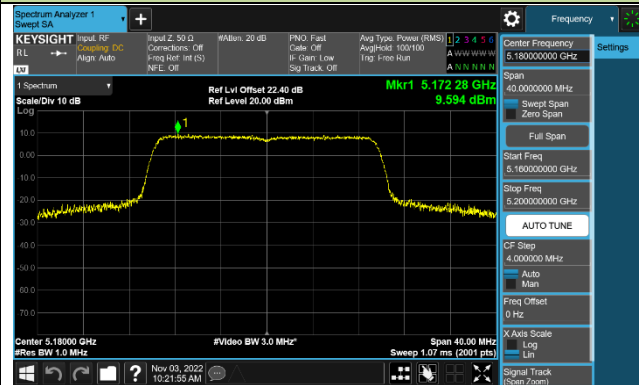 Spectrum Analyzer 1
Swept SA
Frequency
KEYSIGHT
RL
Input: RF
Coupling: DC
Align: Auto
Input Z: 50 Ω
Corrections: Off
Freq Ref: Int (S)
NFE: Off
#Atten: 20 dB
PNO: Fast
Gate: Off
IF Gain: Low
Sig Track: Off
Avg Type: Power (RMS)
Avg|Hold: 100/100
Trig: Free Run
1 2 3 4 5 6
A W W W W W
A N N N N N
1 Spectrum
Scale/Div 10 dB
Log
Ref Lvl Offset 22.40 dB
Ref Level 20.00 dBm
Mkr1 5.172 28 GHz
9.594 dBm
1
10.0
0.00
-10.0
-20.0
-30.0
-40.0
-50.0
-60.0
-70.0
Center 5.18000 GHz
#Res BW 1.0 MHz
#Video BW 3.0 MHz*
Span 40.00 MHz
Sweep 1.07 ms (2001 pts)
Nov 03, 2022
10:21:55 AM
Center Frequency
5.180000000 GHz
Span
40.0000000 MHz
Swept Span
Zero Span
Full Span
Start Freq
5.160000000 GHz
Stop Freq
5.200000000 GHz
AUTO TUNE
CF Step
4.000000 MHz
Auto
Man
Freq Offset
0 Hz
X Axis Scale
Log
Lin
Signal Track
(Span Zoom)
Settings